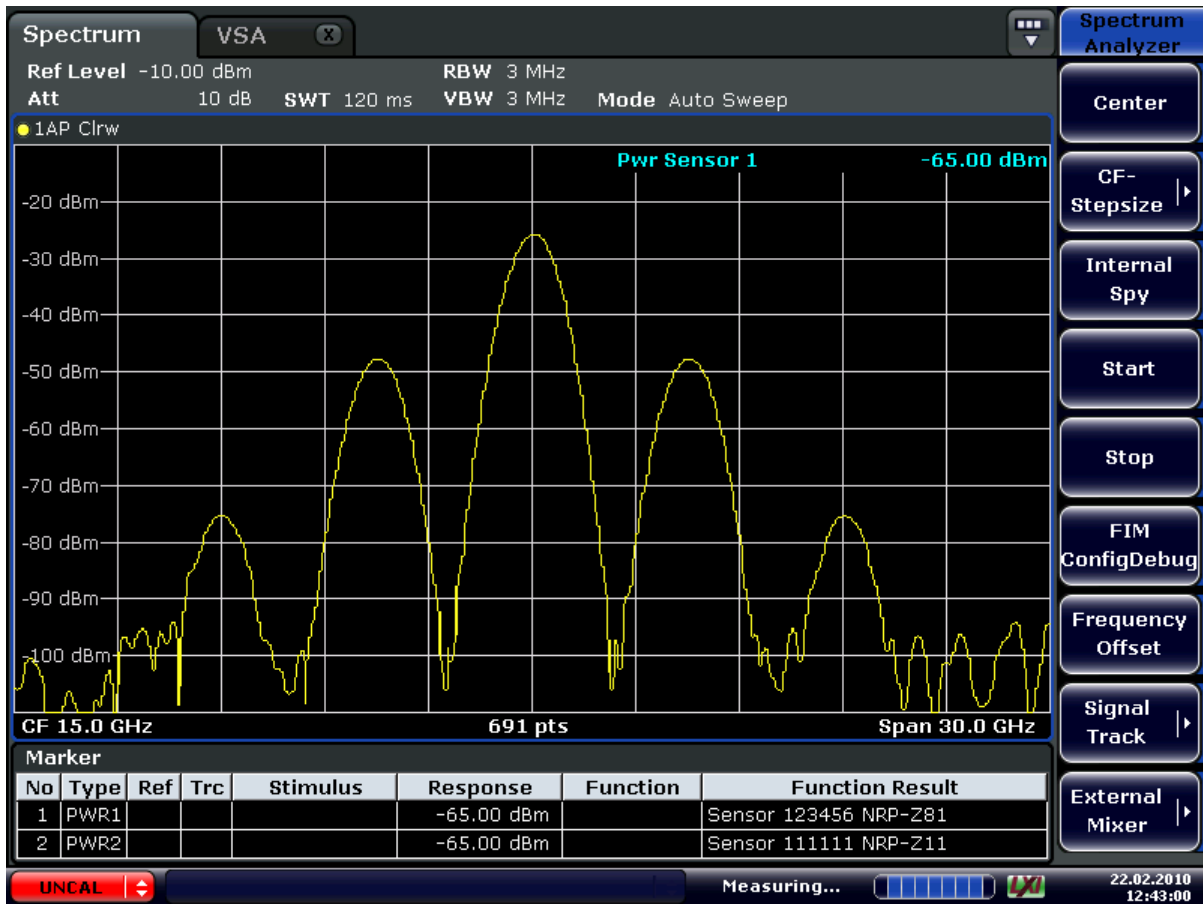 Spectrum
VSA
X
Ref Level -10.00 dBm RBW 3 MHz
Att 10 dB SWT 120 ms VBW 3 MHz Mode Auto Sweep
1AP Clrw
Pwr Sensor 1 -65.00 dBm
-20 dBm
-30 dBm
-40 dBm
-50 dBm
-60 dBm
-70 dBm
-80 dBm
-90 dBm
-100 dBm
CF 15.0 GHz 691 pts Span 30.0 GHz
Marker
No Type Ref Trc Stimulus Response Function Function Result
1 PWR1 -65.00 dBm Sensor 123456 NRP-Z81
2 PWR2 -65.00 dBm Sensor 111111 NRP-Z11
UNCAL
Measuring...
LXI
22.02.2010
12:43:00
Spectrum
Analyzer
Center
CF-
Stepsize
Internal
Spy
Start
Stop
FIM
ConfigDebug
Frequency
Offset
Signal
Track
External
Mixer